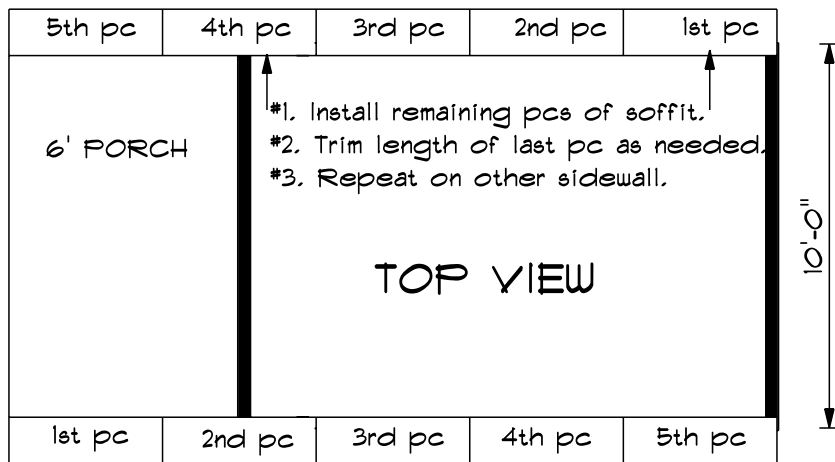 5th pc 4th pc 3rd pc 2nd pc 1st pc
#1. Install remaining pcs of soffit.
#2. Trim length of last pc as needed.
#3. Repeat on other sidewall.
6' PORCH
TOP VIEW
10'-0"
1st pc 2nd pc 3rd pc 4th pc 5th pc